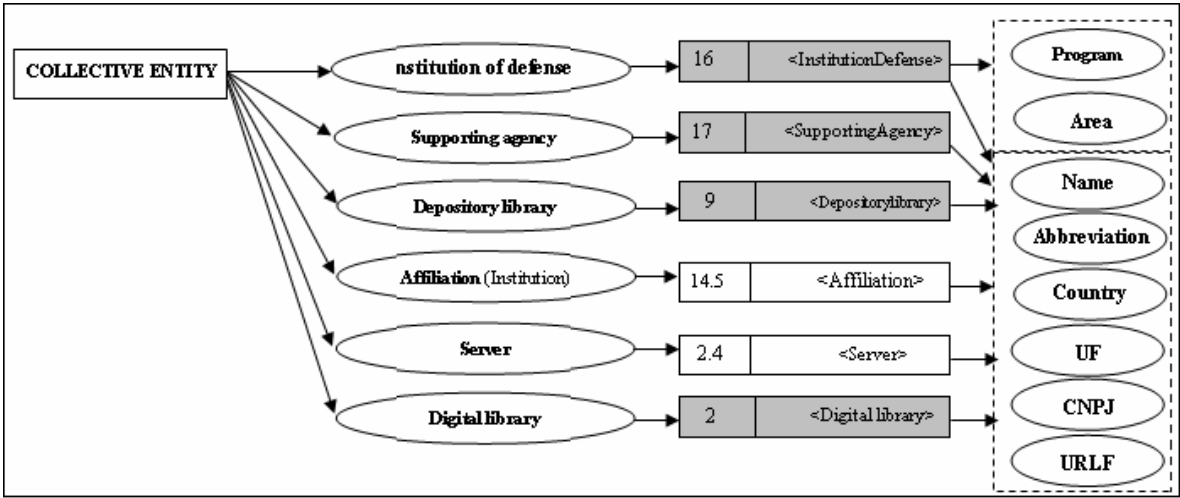 COLLECTIVE ENTITY
nstitution of defense
16 <InstitutionDefense>
Program
Area
Supporting agency
17 <SupportingAgency>
Depository library
9 <Depositorylibrary>
Name
Abbreviation
Affiliation (Institution)
14.5 <Affiliation>
Country
Server
2.4 <Server>
UF
Digital library
2 <Digital library>
CNPJ
URLF